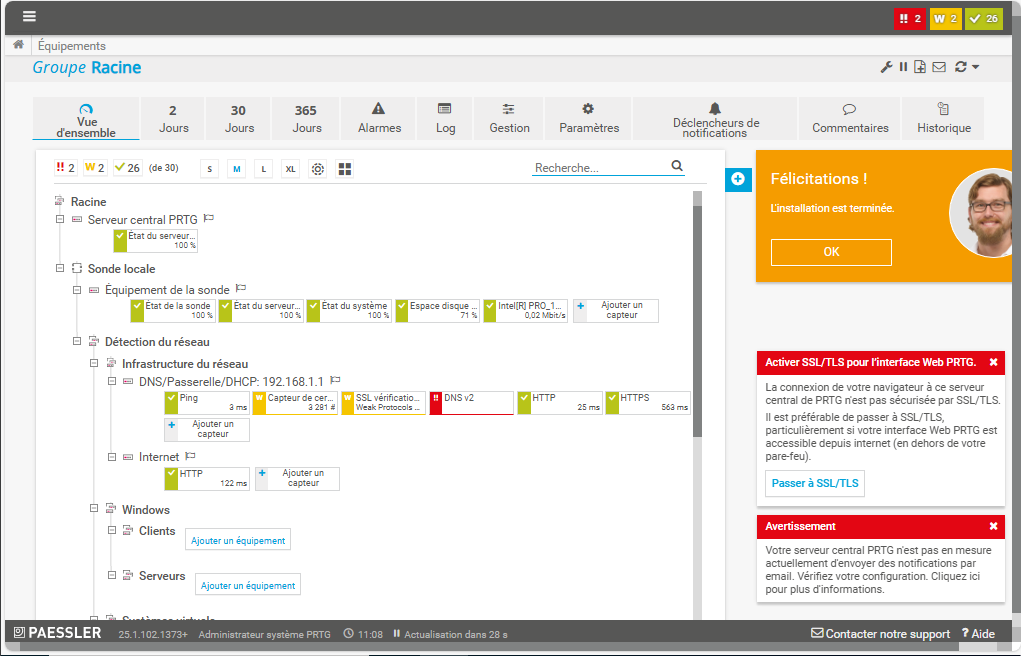 !! 2 W 2 26
Équipements
Groupe Racine
Vue d'ensemble
2 Jours
30 Jours
365 Jours
Alarmes
Log
Gestion
Paramètres
Déclencheurs de notifications
Commentaires
Historique
!! 2 W 2 26 (de 30) S M L XL Recherche...
Racine
Serveur central PRTG
État du serveur...
100 %
Sonde locale
Équipement de la sonde
État de la sonde 100 %
État du serveur... 100 %
État du système 100 %
Espace disque ... 71 %
Intel[R] PRO_1... 0,02 Mbit/s
+ Ajouter un capteur
Détection du réseau
Infrastructure du réseau
DNS/Passerelle/DHCP: 192.168.1.1
Ping 3 ms
W Capteur de cer... 3 281 #
W SSL vérificatio... Weak Protocols ...
!! DNS v2
HTTP 25 ms
HTTPS 563 ms
+ Ajouter un capteur
Internet
HTTP 122 ms
+ Ajouter un capteur
Windows
Clients Ajouter un équipement
Serveurs Ajouter un équipement
Félicitations !
L'installation est terminée.
OK
Activer SSL/TLS pour l'interface Web PRTG.
La connexion de votre navigateur à ce serveur
central de PRTG n'est pas sécurisée par SSL/TLS.
Il est préférable de passer à SSL/TLS,
particulièrement si votre interface Web PRTG est
accessible depuis internet (en dehors de votre
pare-feu).
Passer à SSL/TLS
Avertissement
Votre serveur central PRTG n'est pas en mesure
actuellement d'envoyer des notifications par
email. Vérifiez votre configuration. Cliquez ici
pour plus d'informations.
PAESSLER 25.1.102.1373+ Administrateur système PRTG 11:08 Actualisation dans 28 s Contacter notre support ? Aide